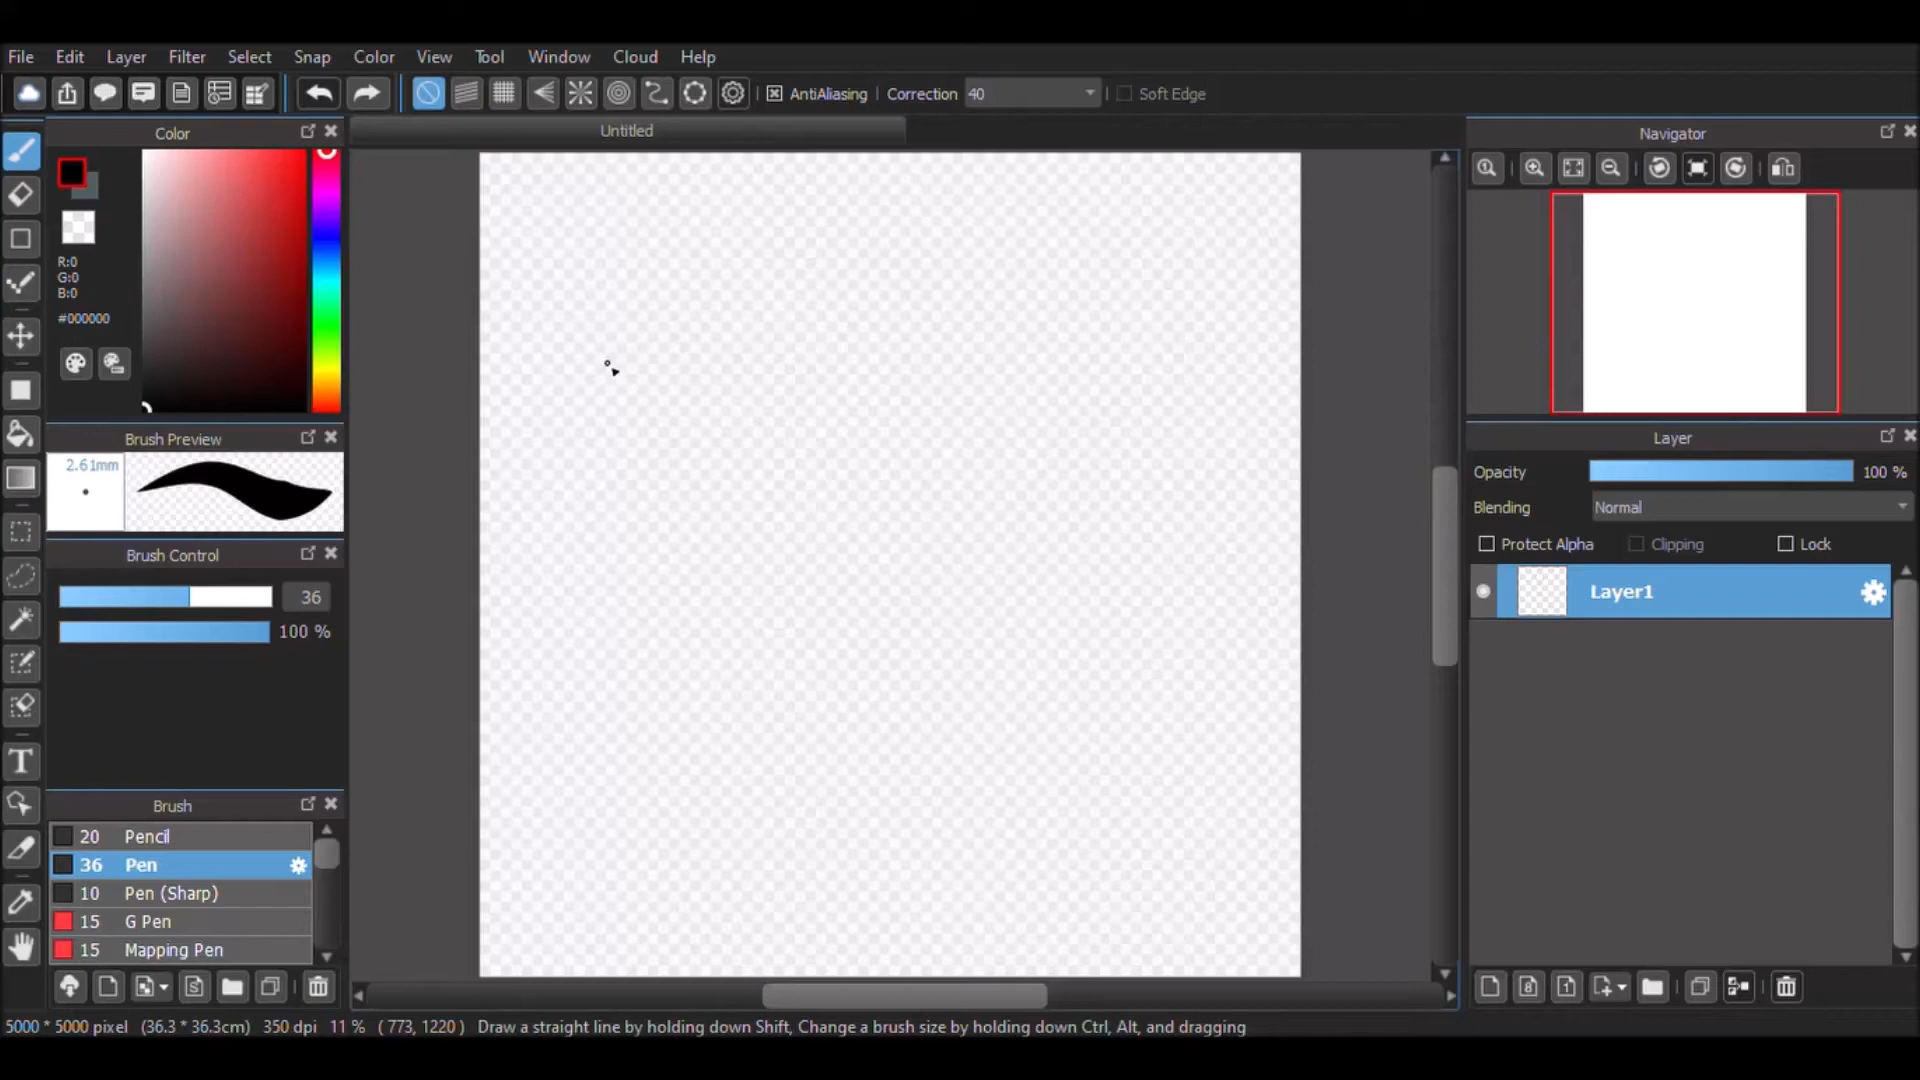 File Edit Layer Filter Select Snap Color View Tool Window Cloud Help
AntiAliasing Correction 40 Soft Edge
Color
R:0
G:0
B:0
#000000
Brush Preview
2.61mm
Brush Control
36
100 %
Brush
20 Pencil
36 Pen
10 Pen (Sharp)
15 G Pen
15 Mapping Pen
Untitled
Navigator
Layer
Opacity 100 %
Blending Normal
Protect Alpha Clipping Lock
Layer1
5000 * 5000 pixel (36.3 * 36.3cm) 350 dpi 11 % ( 773, 1220 ) Draw a straight line by holding down Shift, Change a brush size by holding down Ctrl, Alt, and dragging